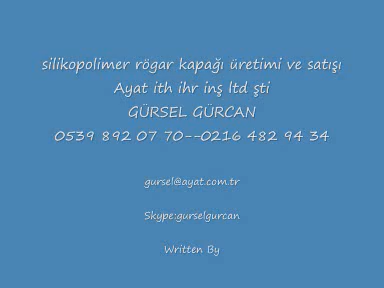 silikopolimer rögar kapağı üretimi ve satışı
Ayat ith ihr inş ltd şti
GÜRSEL GÜRCAN
0539 892 07 70--0216 482 94 34
gursel@ayat.com.tr
Skype:gurselgurcan
Written By